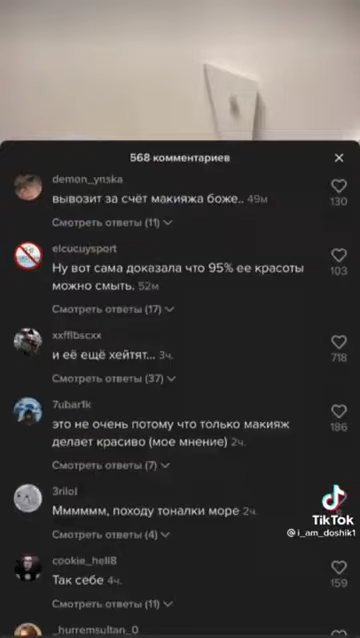 568 комментариев
demon_ynska
вывозит за счёт макияжа боже.. 49м
130
Смотреть ответы (11)
elcucuysport
Ну вот сама доказала что 95% ее красоты
можно смыть. 52м
103
Смотреть ответы (17)
xxfflbscxx
и её ещё хейтят... 3ч.
718
Смотреть ответы (37)
7ubar1k
это не очень потому что только макияж
делает красиво (мое мнение) 2ч.
186
Смотреть ответы (7)
3rilol
Мммммм, походу тоналки море 2ч.
Смотреть ответы (4)
TikTok
@i_am_doshik1
cookie_hell8
Так себе 4ч.
159
Смотреть ответы (11)
_hurremsultan_0